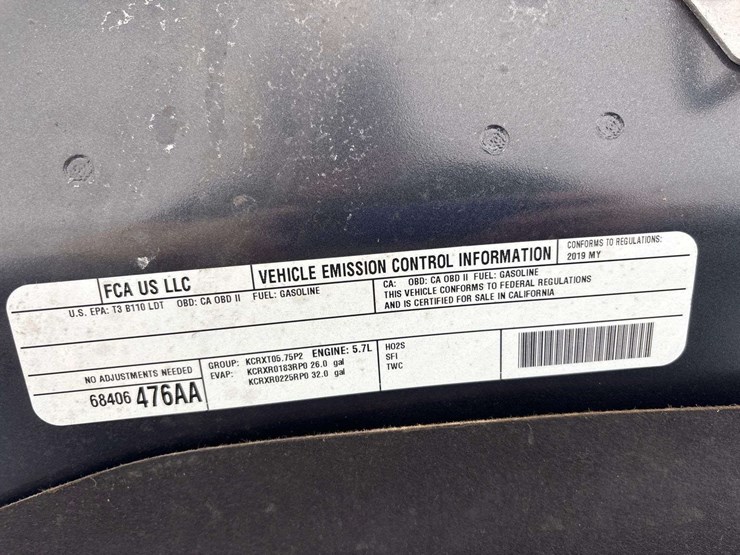 FCA US LLC
VEHICLE EMISSION CONTROL INFORMATION
CONFORMS TO REGULATIONS:
2019 MY
U.S. EPA: T3 B110 LDT OBD: CA OBD II FUEL: GASOLINE
CA: OBD: CA OBD II FUEL: GASOLINE
THIS VEHICLE CONFORMS TO FEDERAL REGULATIONS
AND IS CERTIFIED FOR SALE IN CALIFORNIA
NO ADJUSTMENTS NEEDED
68406 476AA
GROUP: KCRXT05.75P2 ENGINE: 5.7L
EVAP: KCRXR0183RP0 26.0 gal
KCRXR0225RP0 32.0 gal
HO2S
SFI
TWC